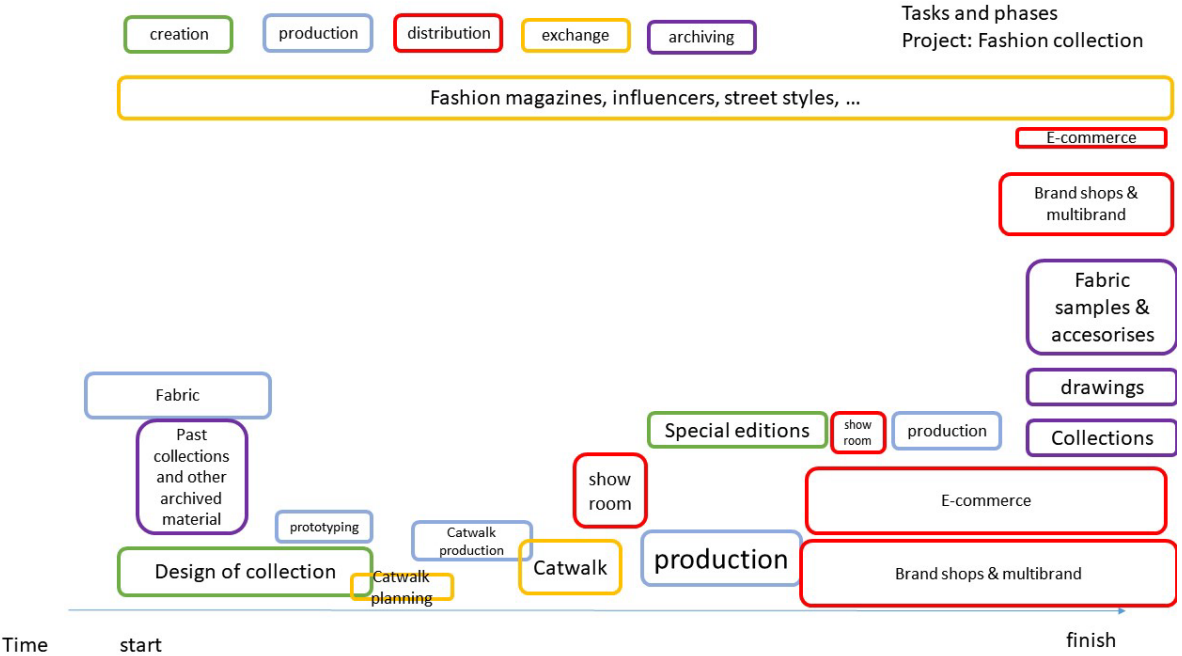 creation
production
distribution
exchange
archiving
Tasks and phases
Project: Fashion collection
Fashion magazines, influencers, street styles, ...
E-commerce
Brand shops &
multibrand
Fabric
samples &
accesorises
Fabric
drawings
Past
collections
and other
archived
material
Special editions
show
room
production
Collections
show
room
E-commerce
prototyping
Catwalk
production
Design of collection
Catwalk
planning
Catwalk
production
Brand shops & multibrand
Time
start
finish